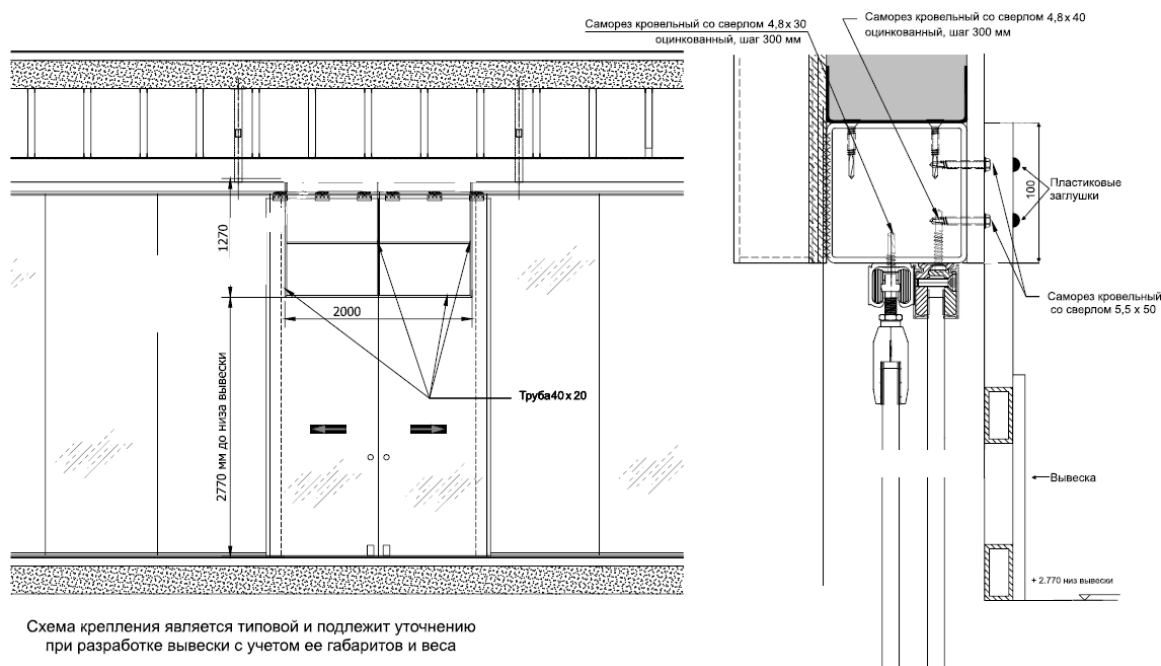 Саморез кровельный со сверлом 4,8 х 30
оцинкованный, шаг 300 мм
Саморез кровельный со сверлом 4,8 х 40
оцинкованный, шаг 300 мм
100
Пластиковые
заглушки
Саморез кровельный
со сверлом 5,5 х 50
1270
2000
2770 мм до низа вывески
Труба40 х 20
Вывеска
+ 2.770 низ вывески
Схема крепления является типовой и подлежит уточнению
при разработке вывески с учетом ее габаритов и веса